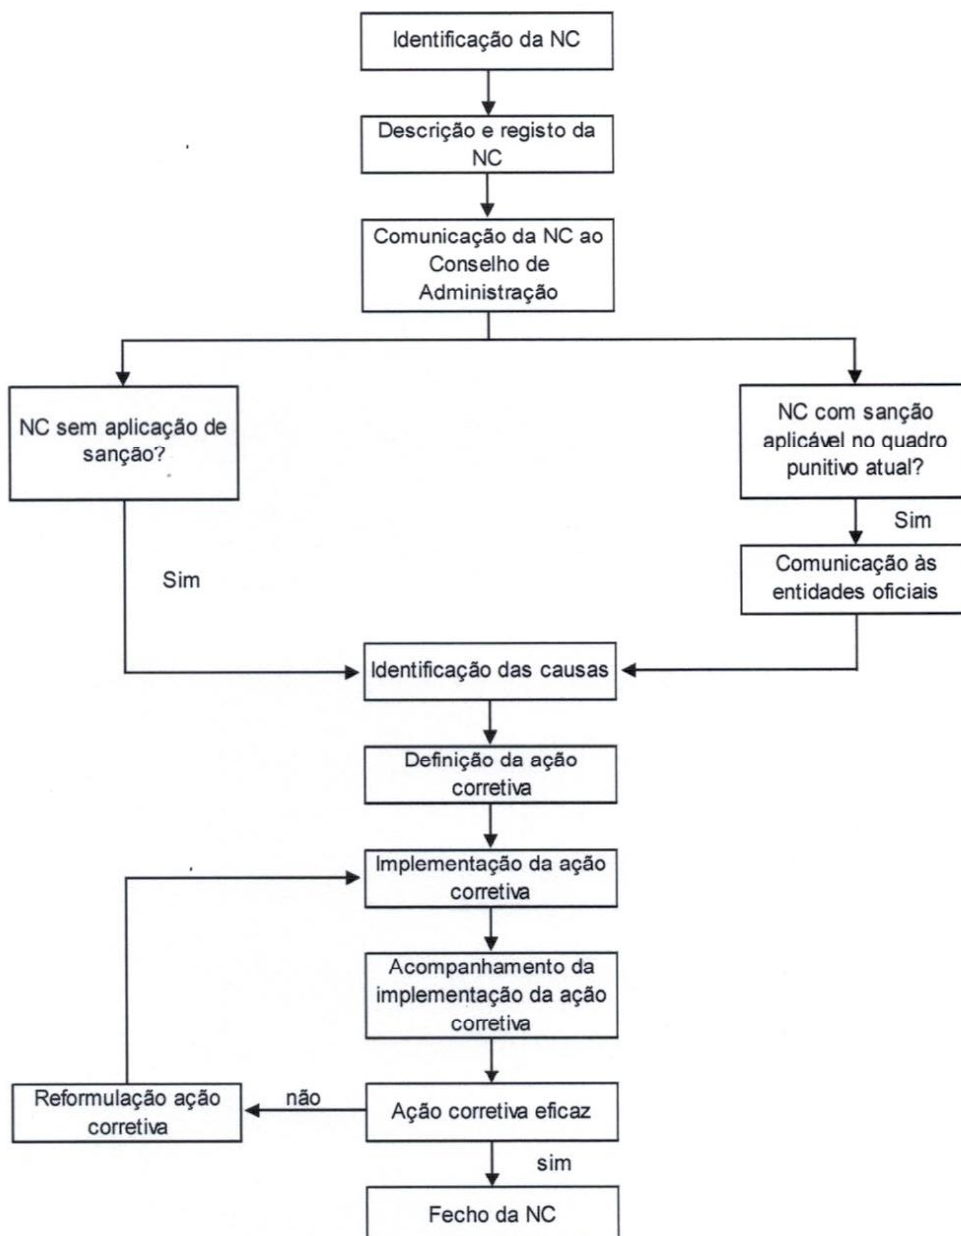 Identificação da NC
Descrição e registo da
NC
Comunicação da NC ao
Conselho de
Administração
NC sem aplicação de
sanção?
NC com sanção
aplicável no quadro
punitivo atual?
Sim
Sim
Comunicação às
entidades oficiais
Identificação das causas
Definição da ação
corretiva
Implementação da ação
corretiva
Acompanhamento da
implementação da ação
corretiva
Reformulação ação
corretiva
não
Ação corretiva eficaz
sim
Fecho da NC